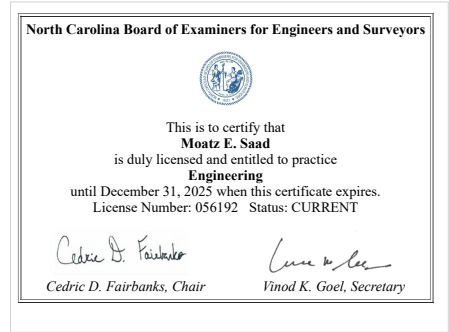 North Carolina Board of Examiners for Engineers and Surveyors
This is to certify that
Moatz E. Saad
is duly licensed and entitled to practice
Engineering
until December 31, 2025 when this certificate expires.
License Number: 056192 Status: CURRENT
Cedric D. Fairbanks
Cedric D. Fairbanks, Chair
Vinod K. Goel, Secretary